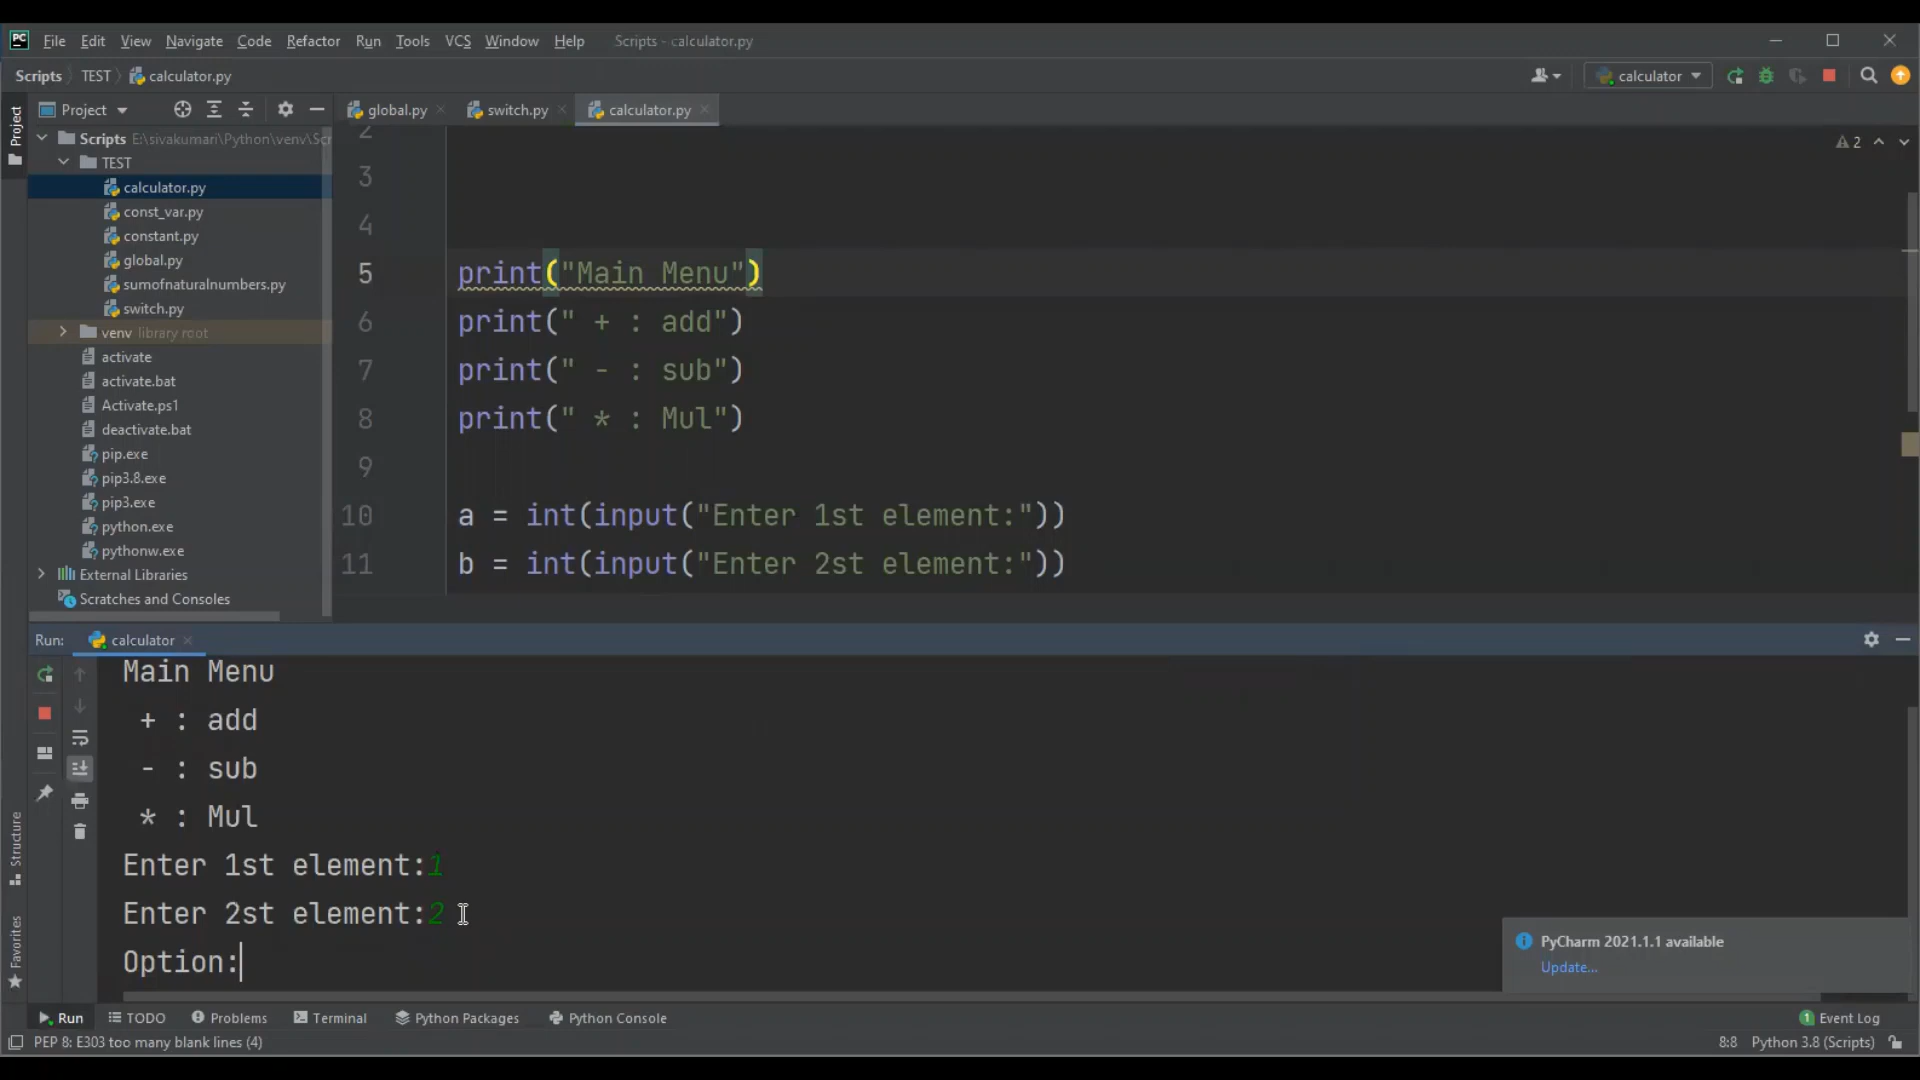 PC File Edit View Navigate Code Refactor Run Tools VCS Window Help Scripts - calculator.py
Scripts TEST calculator.py calculator
Project global.py switch.py calculator.py
Project
Scripts E:\sivakumari\Python\venv\Scr
TEST
calculator.py
const_var.py
constant.py
global.py
sumofnaturalnumbers.py
switch.py
venv library root
activate
activate.bat
Activate.ps1
deactivate.bat
pip.exe
pip3.8.exe
pip3.exe
python.exe
pythonw.exe
External Libraries
Scratches and Consoles
2
2
3
4
5 print("Main Menu")
6 print(" + : add")
7 print(" - : sub")
8 print(" * : Mul")
9
10 a = int(input("Enter 1st element:"))
11 b = int(input("Enter 2st element:"))
Run: calculator
Main Menu
+ : add
- : sub
* : Mul
Enter 1st element:1
Enter 2st element:2
Option:
Structure
Favorites
PyCharm 2021.1.1 available
Update...
Run TODO Problems Terminal Python Packages Python Console 1 Event Log
PEP 8: E303 too many blank lines (4) 8:8 Python 3.8 (Scripts)